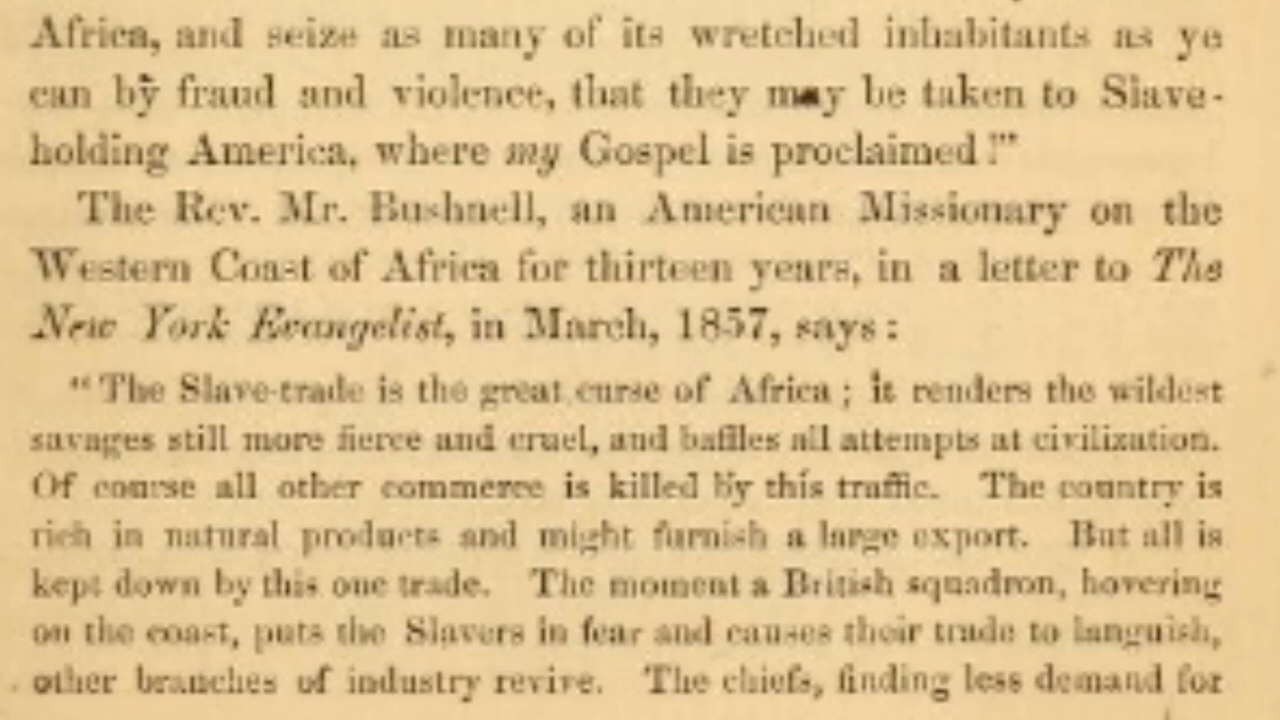 Africa, and seize as many of its wretched inhabitants as ye
can by fraud and violence, that they may be taken to Slave-
holding America, where my Gospel is proclaimed!'"
The Rev. Mr. Bushnell, an American Missionary on the
Western Coast of Africa for thirteen years, in a letter to The
New York Evangelist, in March, 1857, says:
"The Slave-trade is the great curse of Africa; it renders the wildest
savages still more fierce and cruel, and baffles all attempts at civilization.
Of course all other commerce is killed by this traffic. The country is
rich in natural products and might furnish a large export. But all is
kept down by this one trade. The moment a British squadron, hovering
on the coast, puts the Slavers in fear and causes their trade to languish,
other branches of industry revive. The chiefs, finding less demand for